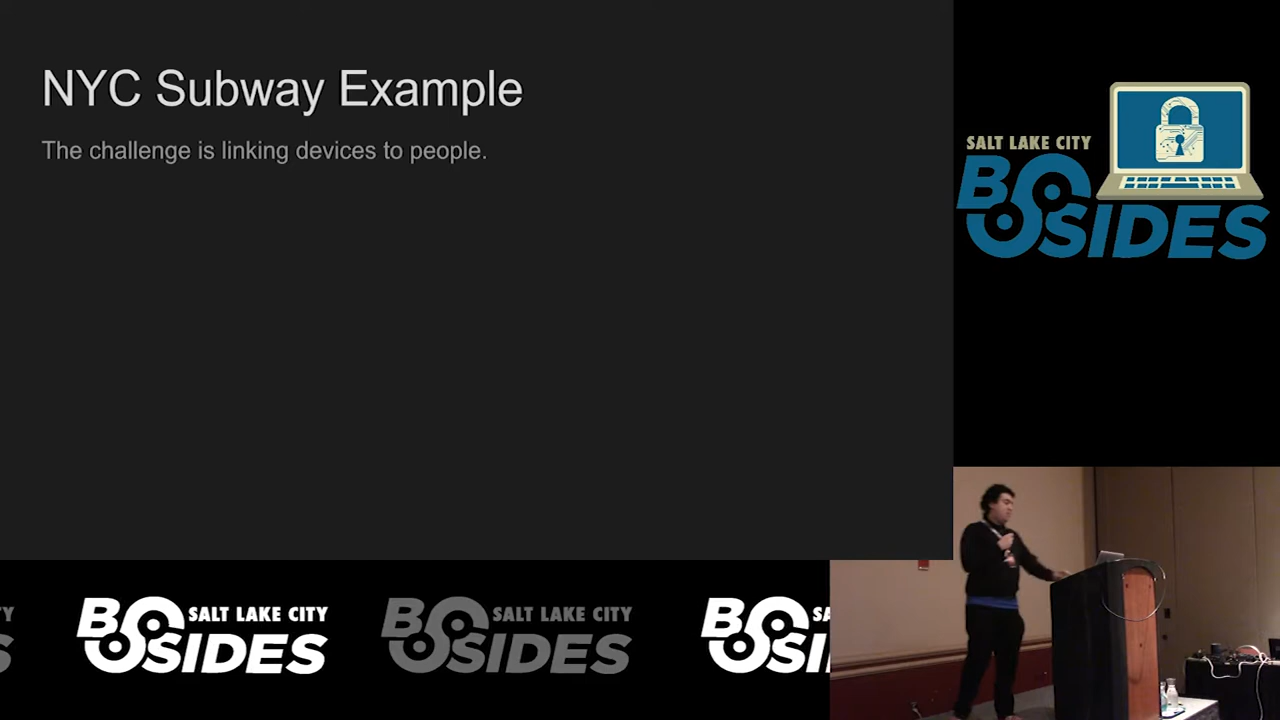 NYC Subway Example
The challenge is linking devices to people.
SALT LAKE CITY
BSIDES
BSIDES SALT LAKE CITY
BSIDES SALT LAKE CITY